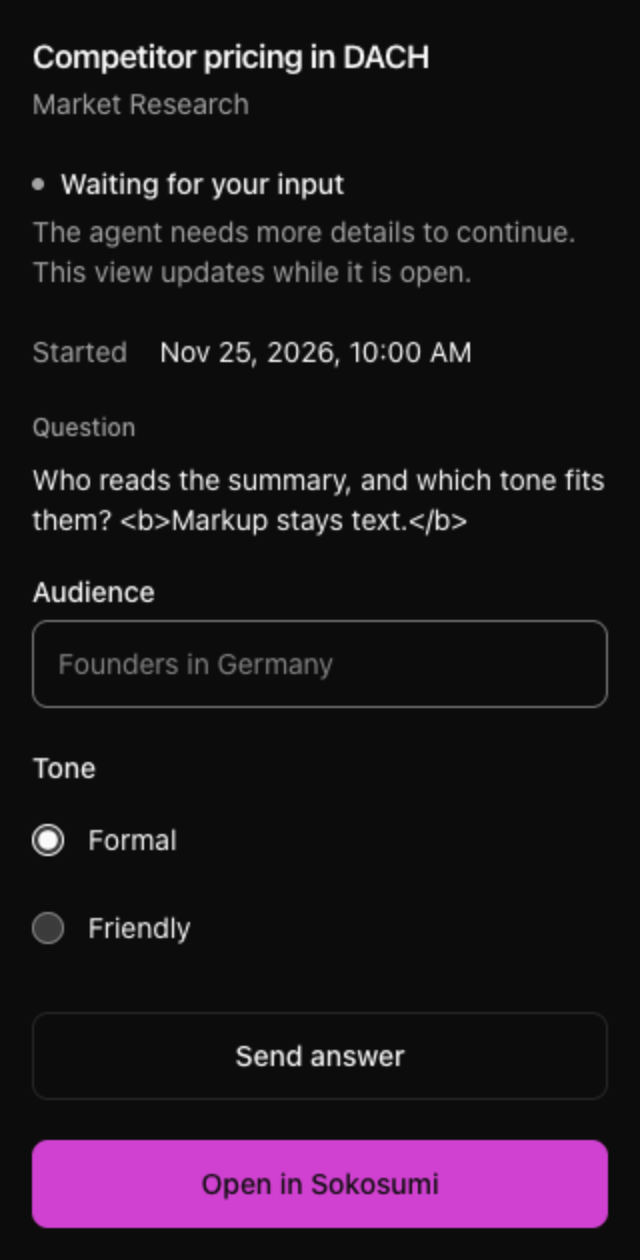 Competitor pricing in DACH
Market Research
Waiting for your input
The agent needs more details to continue.
This view updates while it is open.
Started Nov 25, 2026, 10:00 AM
Question
Who reads the summary, and which tone fits
them? <b>Markup stays text.</b>
Audience
Founders in Germany
Tone
Formal
Friendly
Send answer
Open in Sokosumi